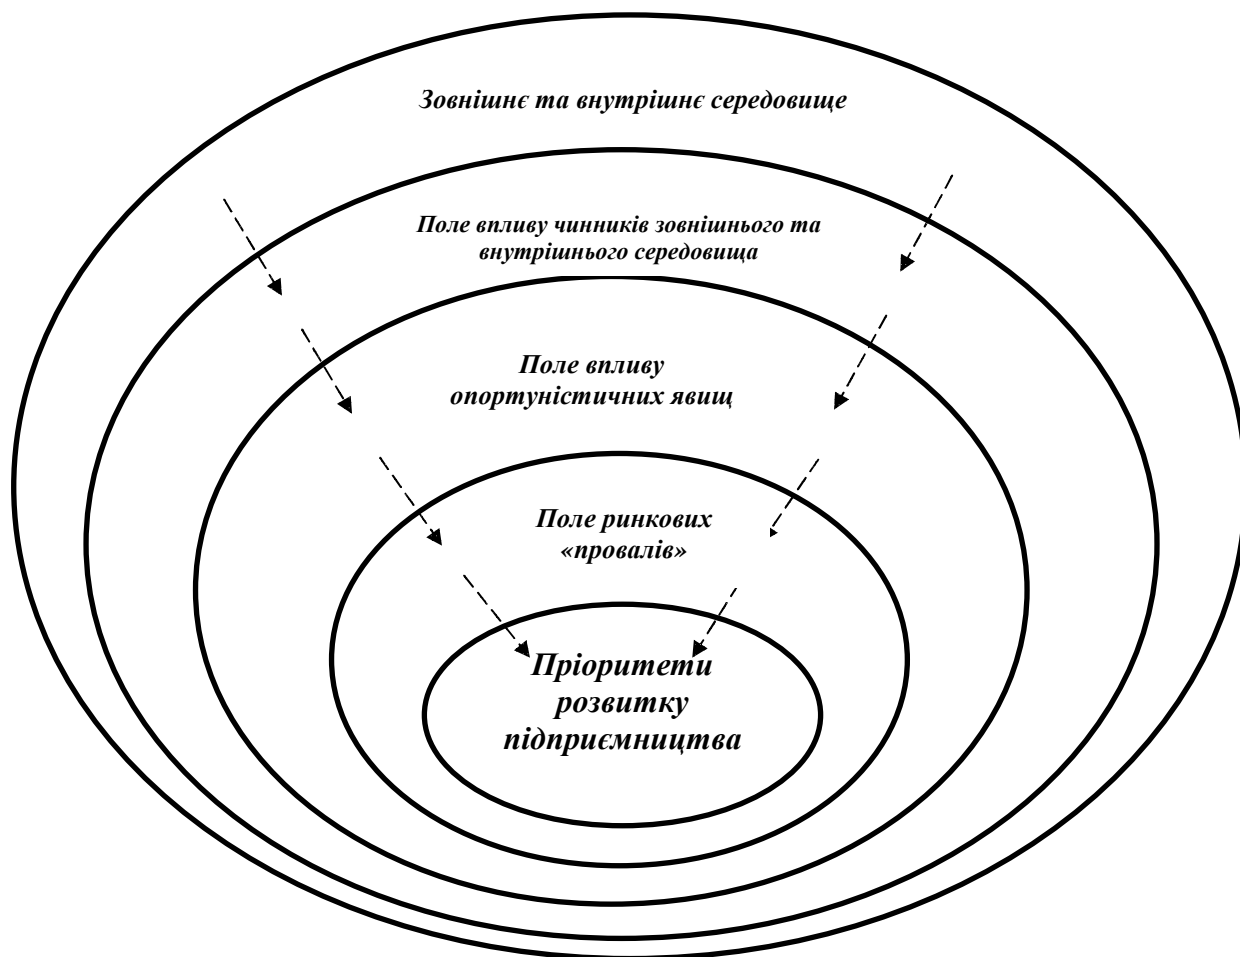 Зовнішнє та внутрішнє середовище
Поле впливу чинників зовнішнього та
внутрішнього середовища
Поле впливу
опортуністичних явищ
Поле ринкових
«провалів»
Пріоритети
розвитку
підприємництва